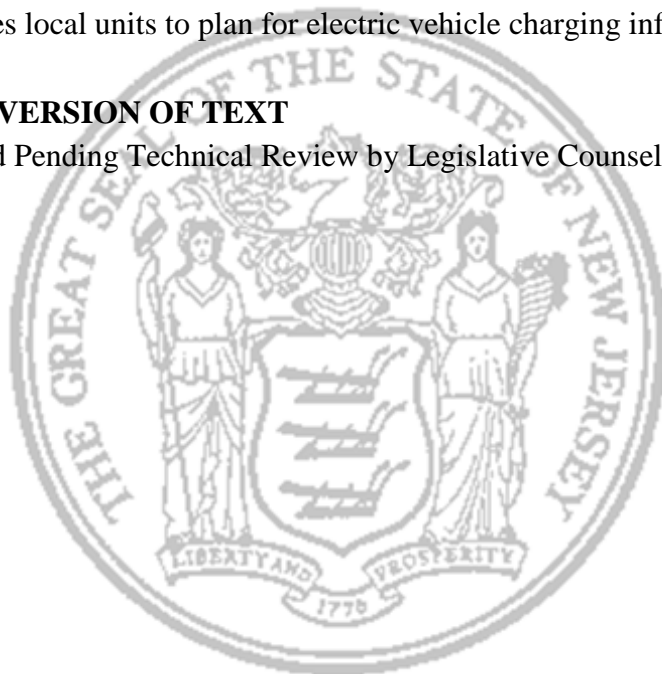 es local units to plan for electric vehicle charging inf
VERSION OF TEXT
d Pending Technical Review by Legislative Counsel
THE GREAT SEAL OF THE STATE OF NEW JERSEY
LIBERTY AND PROSPERITY
1776